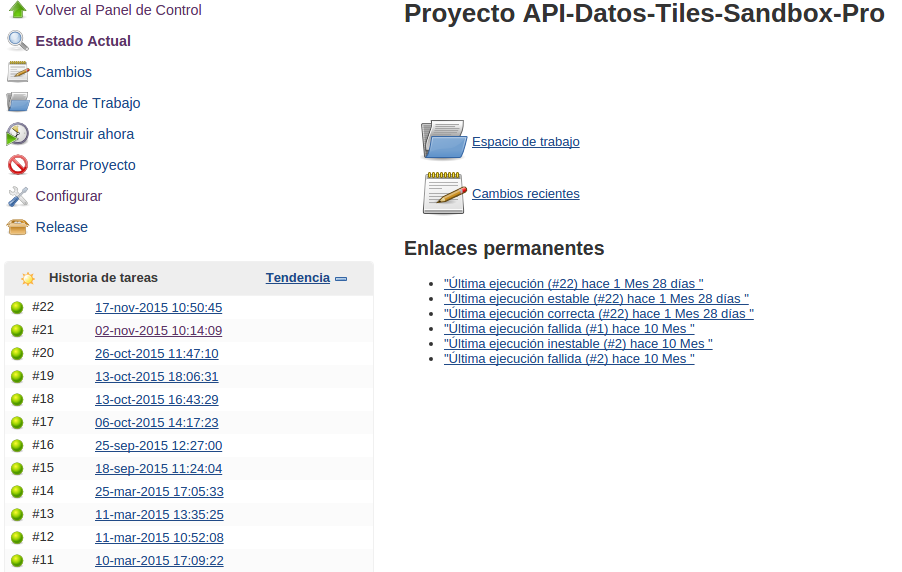 Volver al Panel de Control
Estado Actual
Cambios
Zona de Trabajo
Construir ahora
Borrar Proyecto
Configurar
Release
Historia de tareas Tendencia
#22 17-nov-2015 10:50:45
#21 02-nov-2015 10:14:09
#20 26-oct-2015 11:47:10
#19 13-oct-2015 18:06:31
#18 13-oct-2015 16:43:29
#17 06-oct-2015 14:17:23
#16 25-sep-2015 12:27:00
#15 18-sep-2015 11:24:04
#14 25-mar-2015 17:05:33
#13 11-mar-2015 13:35:25
#12 11-mar-2015 10:52:08
#11 10-mar-2015 17:09:22
Proyecto API-Datos-Tiles-Sandbox-Pro
Espacio de trabajo
Cambios recientes
Enlaces permanentes
"Última ejecución (#22) hace 1 Mes 28 días "
"Última ejecución estable (#22) hace 1 Mes 28 días "
"Última ejecución correcta (#22) hace 1 Mes 28 días "
"Última ejecución fallida (#1) hace 10 Mes "
"Última ejecución inestable (#2) hace 10 Mes "
"Última ejecución fallida (#2) hace 10 Mes "